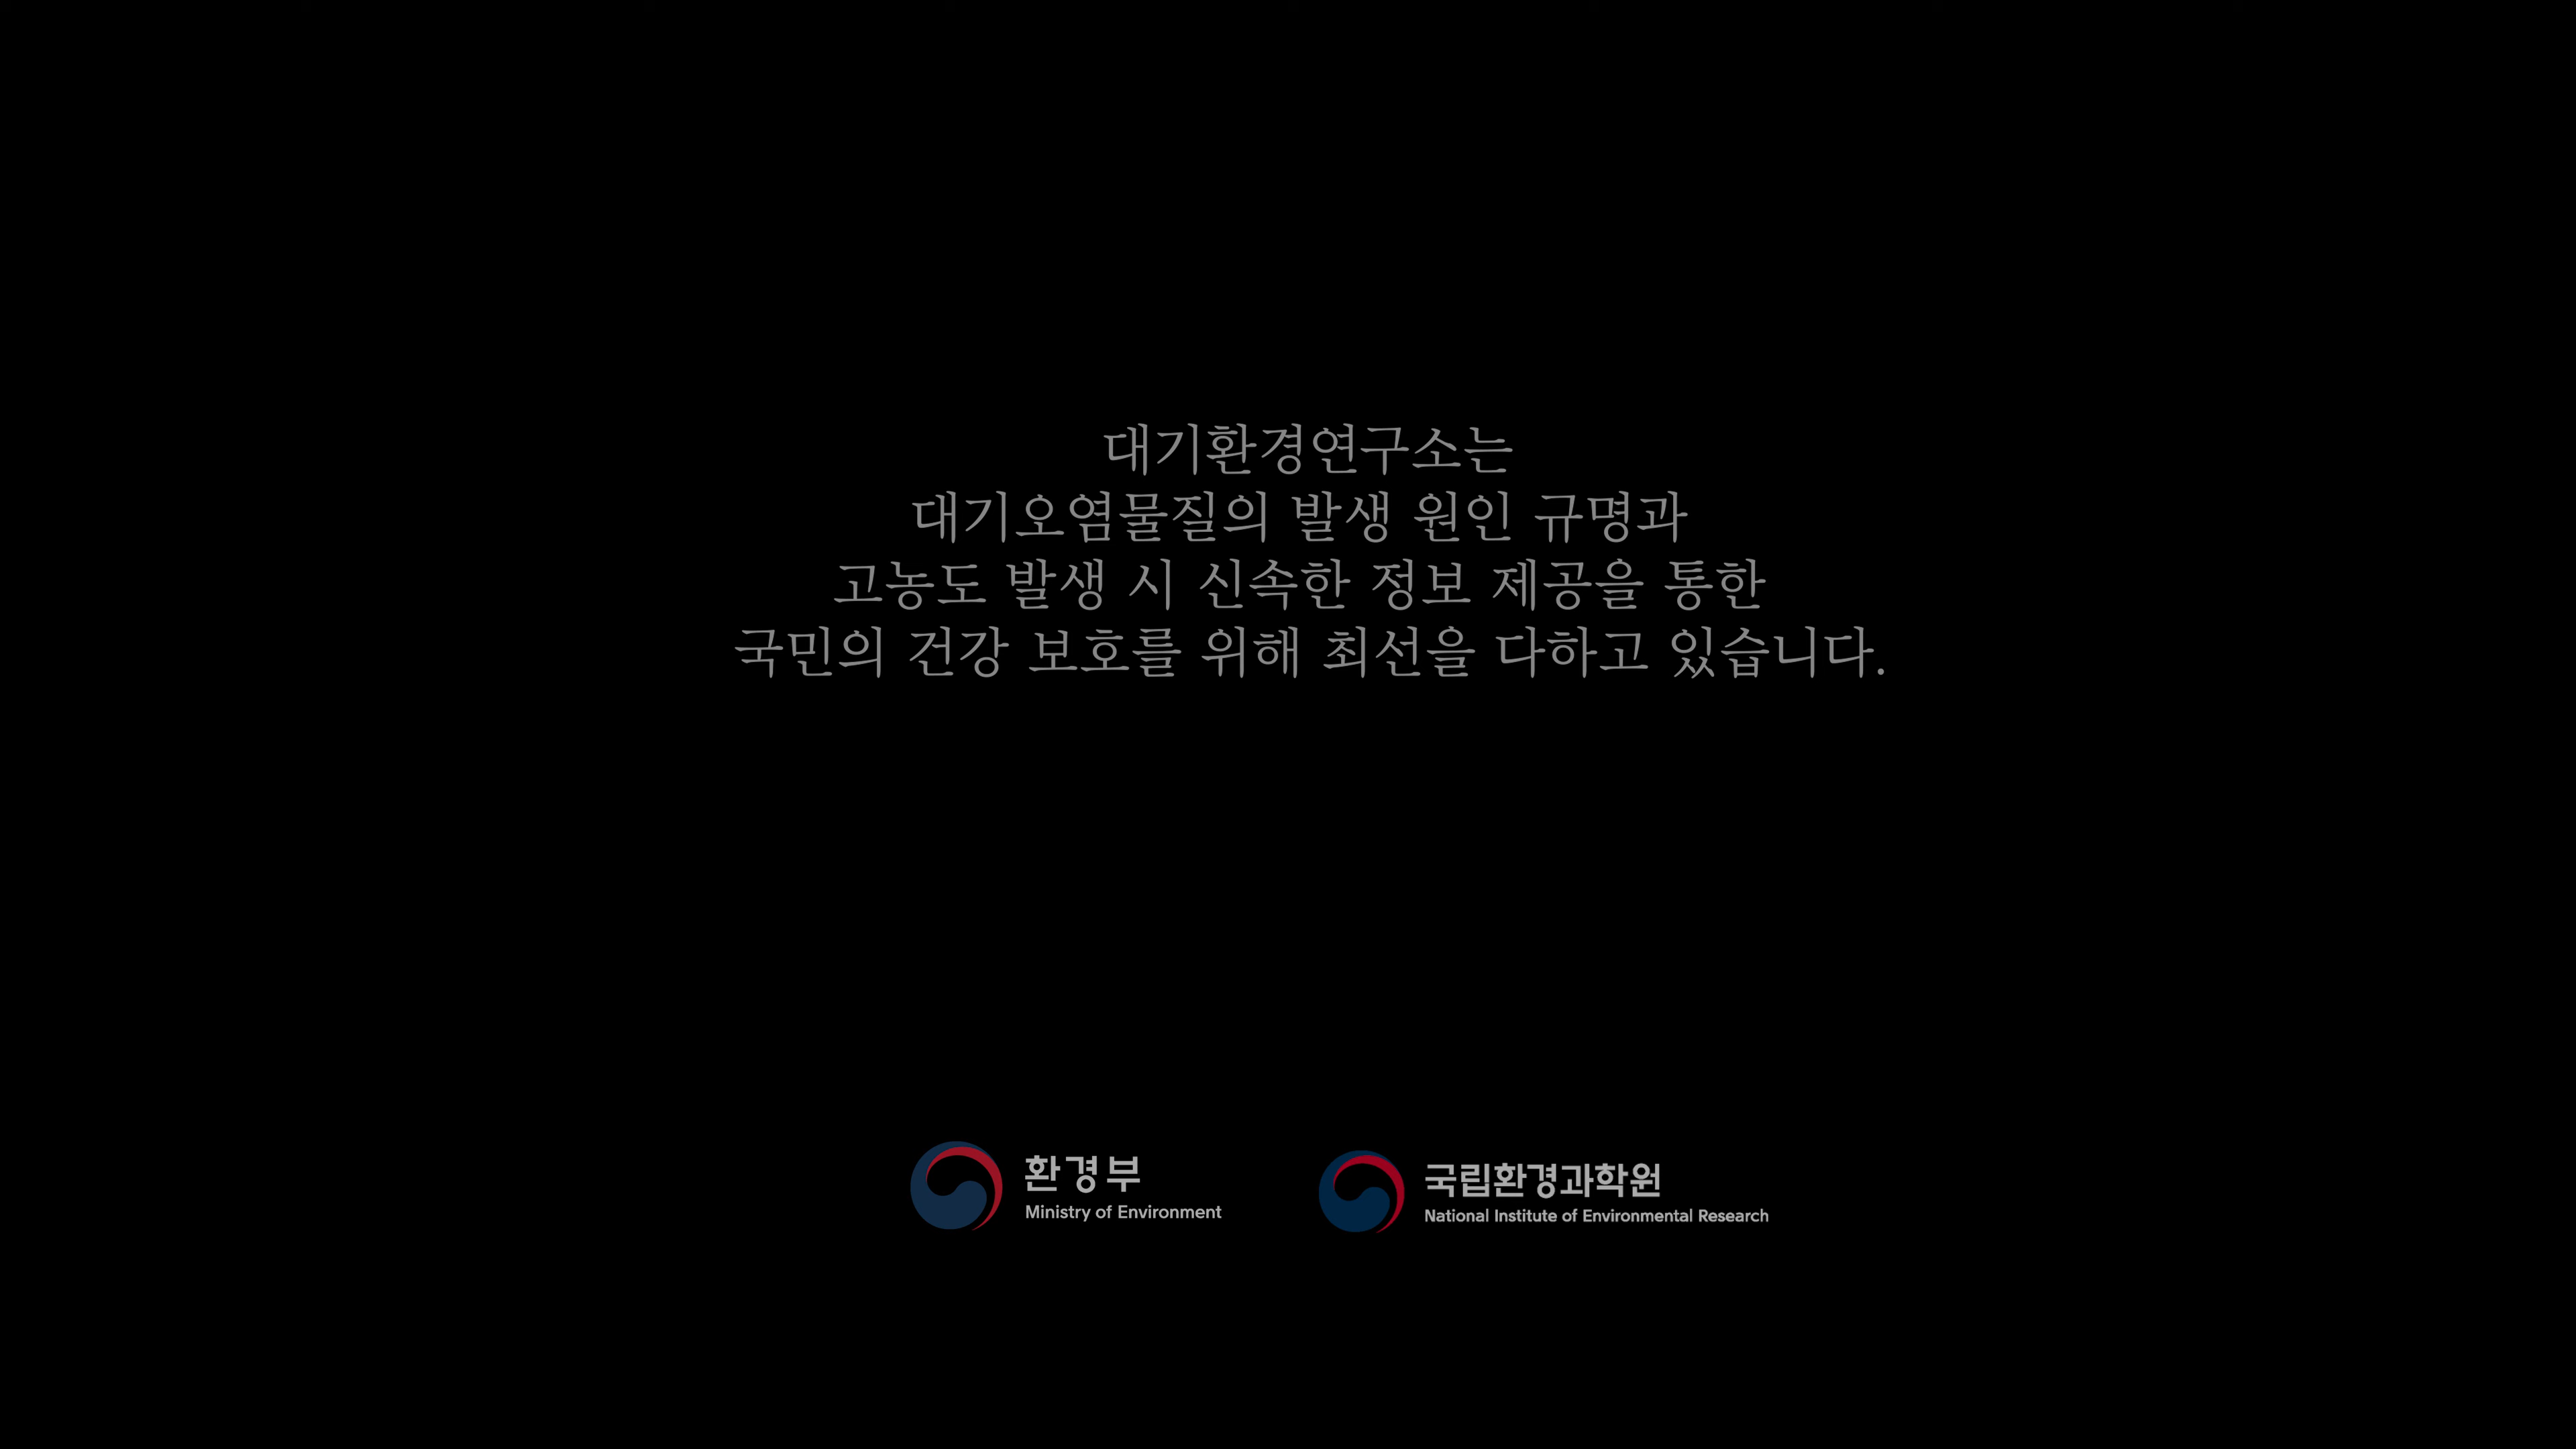 대기환경연구소는
대기오염물질의 발생 원인 규명과
고농도 발생 시 신속한 정보 제공을 통한
국민의 건강 보호를 위해 최선을 다하고 있습니다.
환경부
Ministry of Environment
국립환경과학원
National Institute of Environmental Research